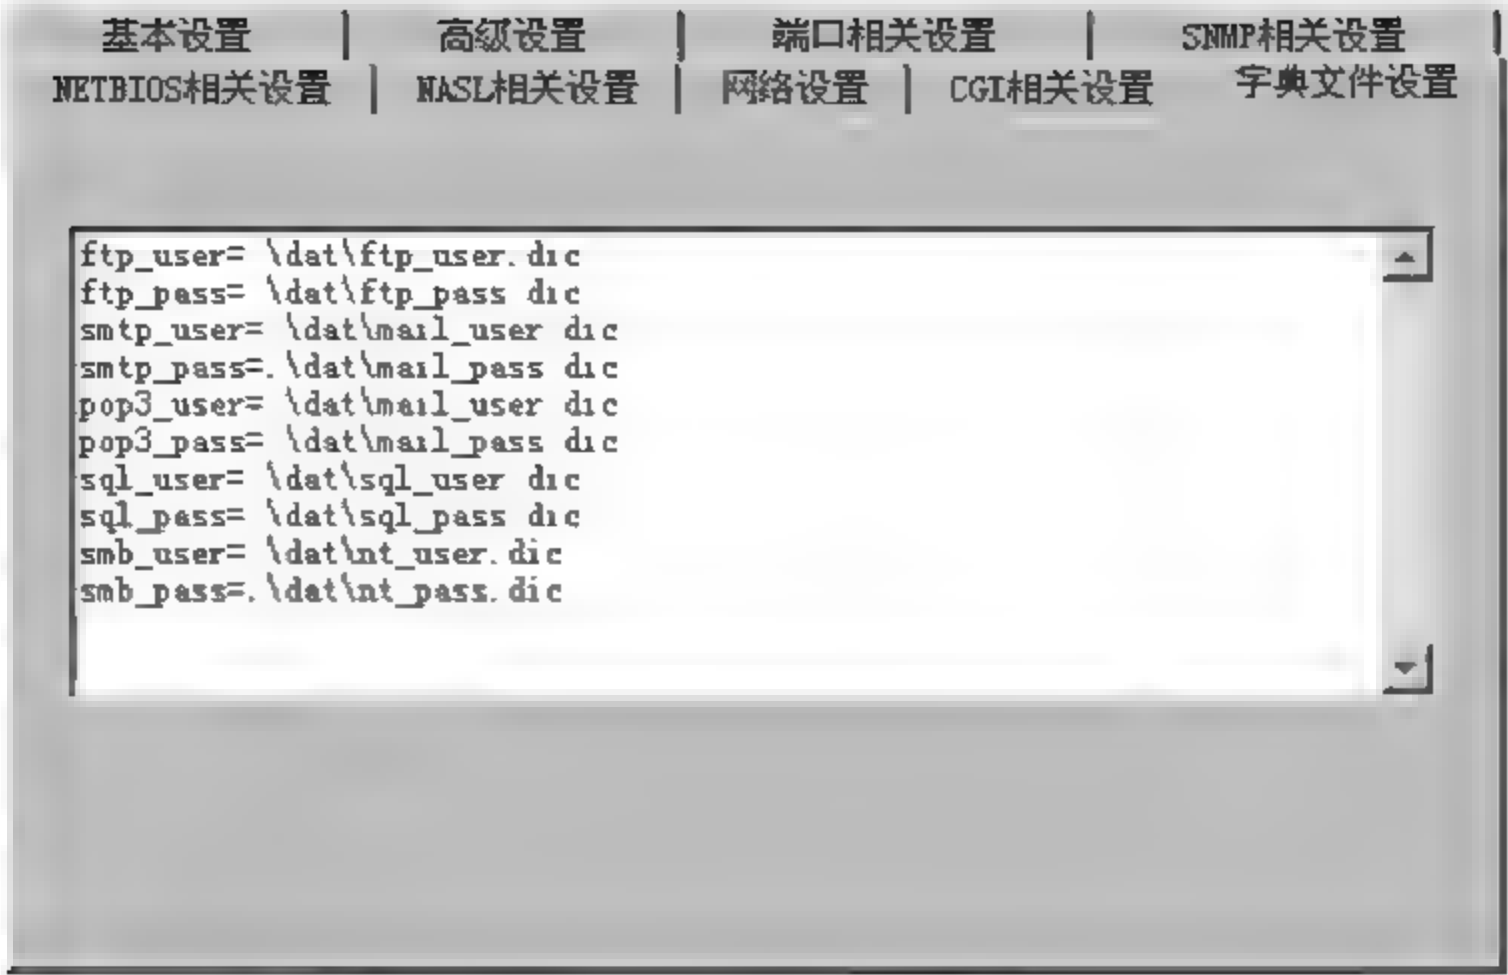 基本设置 | 高级设置 | 端口相关设置 | SNMP相关设置
NETBIOS相关设置 | NASL相关设置 | 网络设置 | CGI相关设置 字典文件设置
ftp_user= \dat\ftp_user.dic
ftp_pass= \dat\ftp_pass dic
smtp_user= \dat\mail_user dic
smtp_pass=.\dat\mail_pass dic
pop3_user= \dat\mail_user dic
pop3_pass= \dat\mail_pass dic
sql_user= \dat\sql_user dic
sql_pass= \dat\sql_pass dic
smb_user= \dat\nt_user.dic
smb_pass=.\dat\nt_pass.dic